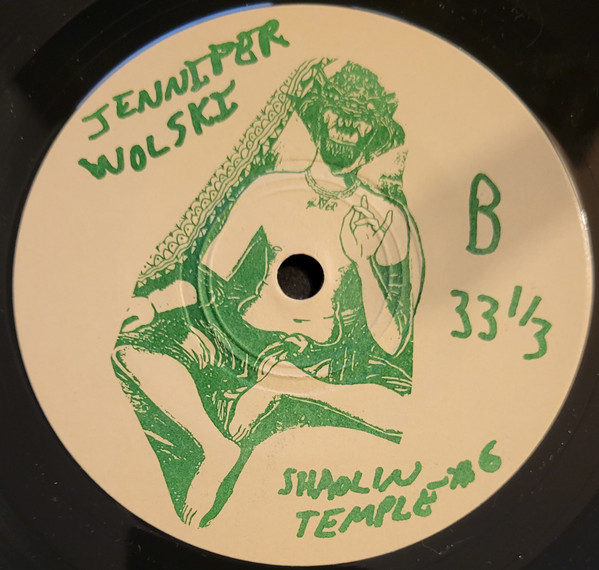 JENNIFER
WOLSKI
B
33 1/3
SHAOLIN
TEMPLE-
6